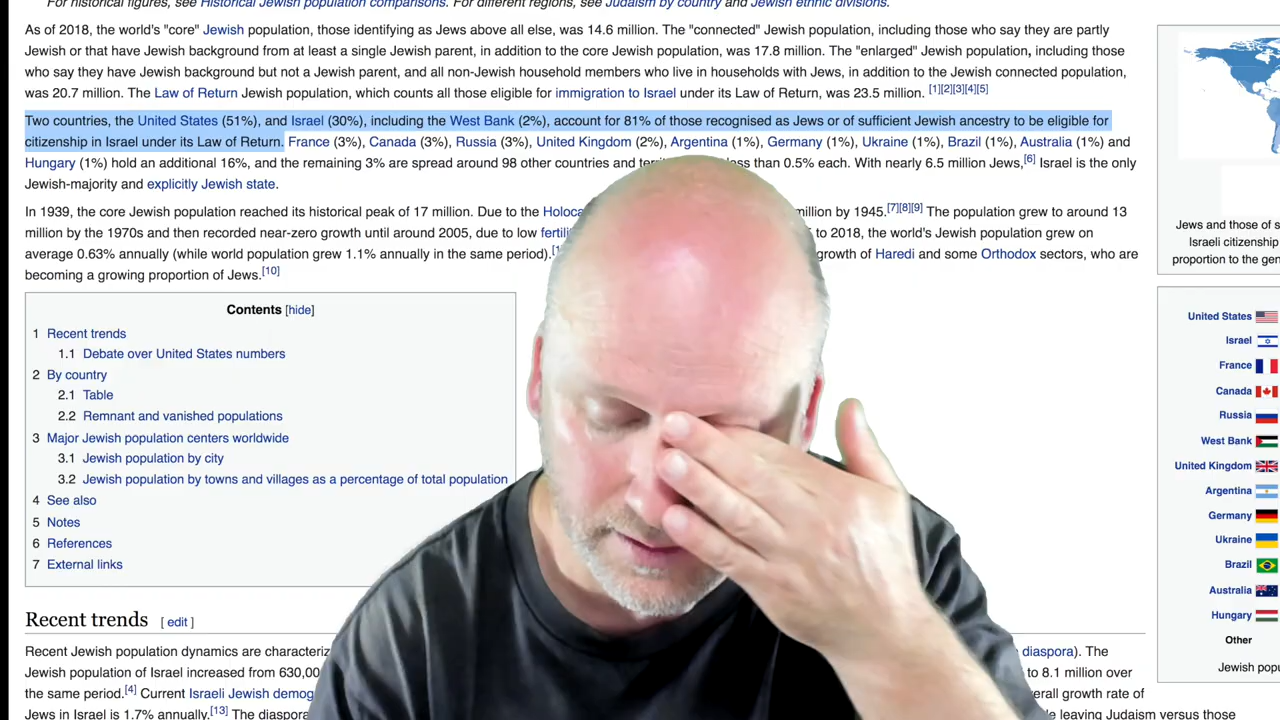 For historical figures, see Historical Jewish population comparisons. For different regions, see Judaism by country and Jewish ethnic divisions.
As of 2018, the world's "core" Jewish population, those identifying as Jews above all else, was 14.6 million. The "connected" Jewish population, including those who say they are partly
Jewish or that have Jewish background from at least a single Jewish parent, in addition to the core Jewish population, was 17.8 million. The "enlarged" Jewish population, including those
who say they have Jewish background but not a Jewish parent, and all non-Jewish household members who live in households with Jews, in addition to the Jewish connected population,
was 20.7 million. The Law of Return Jewish population, which counts all those eligible for immigration to Israel under its Law of Return, was 23.5 million. [1][2][3][4][5]
Two countries, the United States (51%), and Israel (30%), including the West Bank (2%), account for 81% of those recognised as Jews or of sufficient Jewish ancestry to be eligible for
citizenship in Israel under its Law of Return. France (3%), Canada (3%), Russia (3%), United Kingdom (2%), Argentina (1%), Germany (1%), Ukraine (1%), Brazil (1%), Australia (1%) and
Hungary (1%) hold an additional 16%, and the remaining 3% are spread around 98 other countries and less than 0.5% each. With nearly 6.5 million Jews,[6] Israel is the only
Jewish-majority and explicitly Jewish state.
In 1939, the core Jewish population reached its historical peak of 17 million. Due to the million by 1945.[7][8][9] The population grew to around 13
million by the 1970s and then recorded near-zero growth until around 2005, due to low to 2018, the world's Jewish population grew on
average 0.63% annually (while world population grew 1.1% annually in the same period). growth of Haredi and some Orthodox sectors, who are
becoming a growing proportion of Jews.[10]
Contents [hide]
1 Recent trends
1.1 Debate over United States numbers
2 By country
2.1 Table
2.2 Remnant and vanished populations
3 Major Jewish population centers worldwide
3.1 Jewish population by city
3.2 Jewish population by towns and villages as a percentage of total population
4 See also
5 Notes
6 References
7 External links
Recent trends [ edit ]
Recent Jewish population dynamics are diaspora). The
Jewish population of Israel increased from to 8.1 million over
the same period.[4] Current Israeli Jewish growth rate of
Jews in Israel is 1.7% annually.[13] The leaving Judaism versus those
Jews and those of
Israeli citizenship
proportion to the
United States
Israel
France
Canada
Russia
West Bank
United Kingdom
Argentina
Germany
Ukraine
Brazil
Australia
Hungary
Other
Jewish